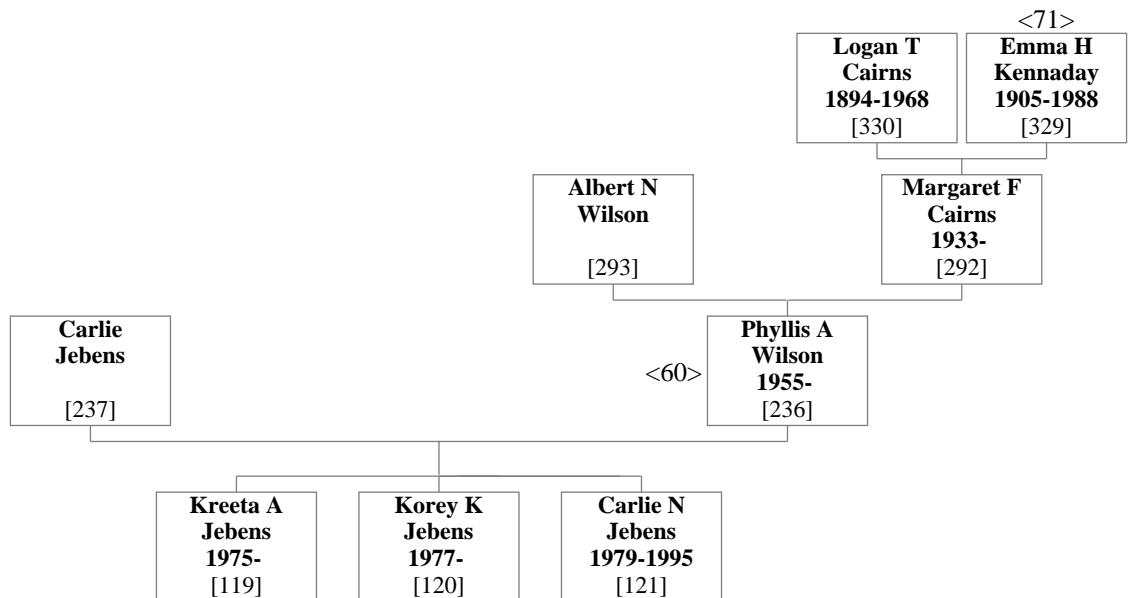 <71>
Logan T
Cairns
1894-1968
[330]
Emma H
Kennaday
1905-1988
[329]
Albert N
Wilson
[293]
Margaret F
Cairns
1933-
[292]
Carlie
Jebens
[237]
<60>
Phyllis A
Wilson
1955-
[236]
Kreeta A
Jebens
1975-
[119]
Korey K
Jebens
1977-
[120]
Carlie N
Jebens
1979-1995
[121]